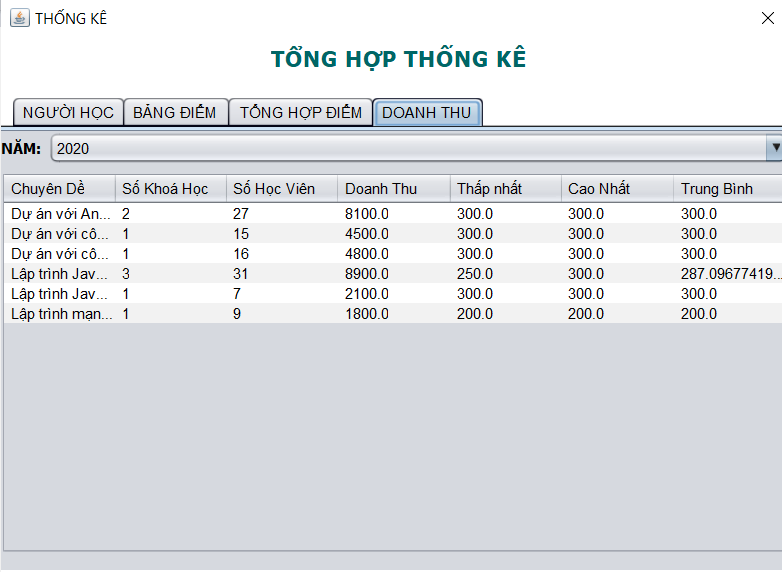 THỐNG KÊ
TỔNG HỢP THỐNG KÊ
NGƯỜI HỌC BẢNG ĐIỂM TỔNG HỢP ĐIỂM DOANH THU
NĂM: 2020
Chuyên Dề Số Khoá Học Số Học Viên Doanh Thu Thấp nhất Cao Nhất Trung Bình
Dự án với An... 2 27 8100.0 300.0 300.0 300.0
Dự án với cô... 1 15 4500.0 300.0 300.0 300.0
Dự án với cô... 1 16 4800.0 300.0 300.0 300.0
Lập trình Jav... 3 31 8900.0 250.0 300.0 287.09677419...
Lập trình Jav... 1 7 2100.0 300.0 300.0 300.0
Lập trình mạn... 1 9 1800.0 200.0 200.0 200.0